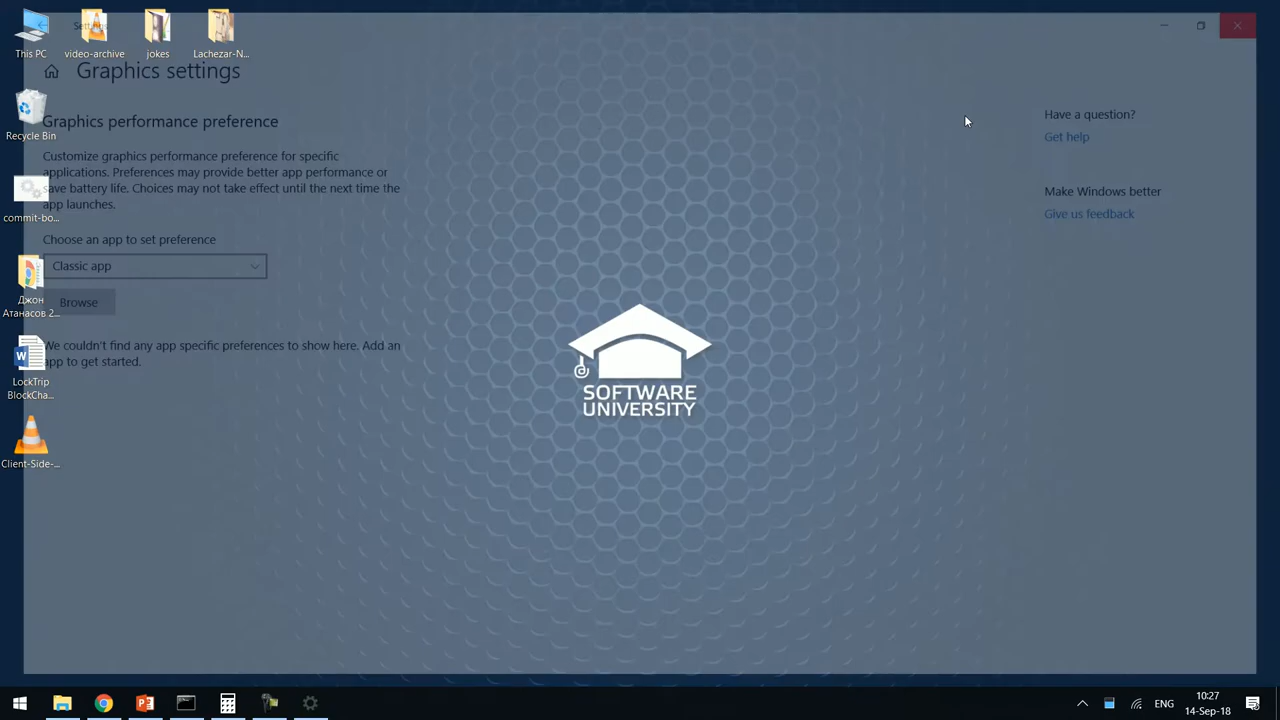 Settings
Graphics settings
Graphics performance preference
Customize graphics performance preference for specific
applications. Preferences may provide better app performance or
save battery life. Choices may not take effect until the next time the
app launches.
Choose an app to set preference
Classic app
Browse
We couldn't find any app specific preferences to show here. Add an
app to get started.
Have a question?
Get help
Make Windows better
Give us feedback
This PC
video-archive
jokes
Lachezar-N...
Recycle Bin
commit-bo...
Джон
Атанасов 2...
LockTrip
BlockCha...
Client-Side-...
SOFTWARE
UNIVERSITY
ENG
10:27
14-Sep-18